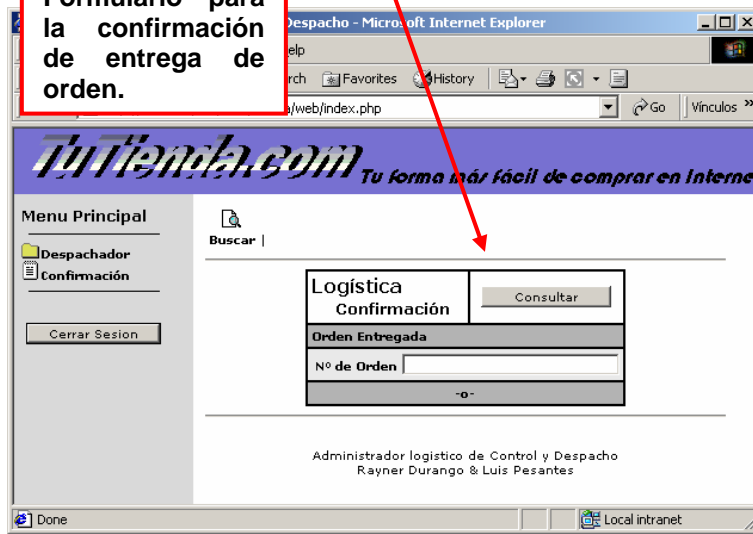 Formulario para
la confirmación
de entrega de
orden.
Despacho - Microsoft Internet Explorer
elp
rch Favorites History
a/web/index.php
Go Vínculos »
TuTienda.com
Tu forma más fácil de comprar en Interne
Menu Principal
Despachador
Confirmación
Cerrar Sesion
Buscar |
Logística
Confirmación
Consultar
Orden Entregada
Nº de Orden
-o-
Administrador logistico de Control y Despacho
Rayner Durango & Luis Pesantes
Done
Local intranet